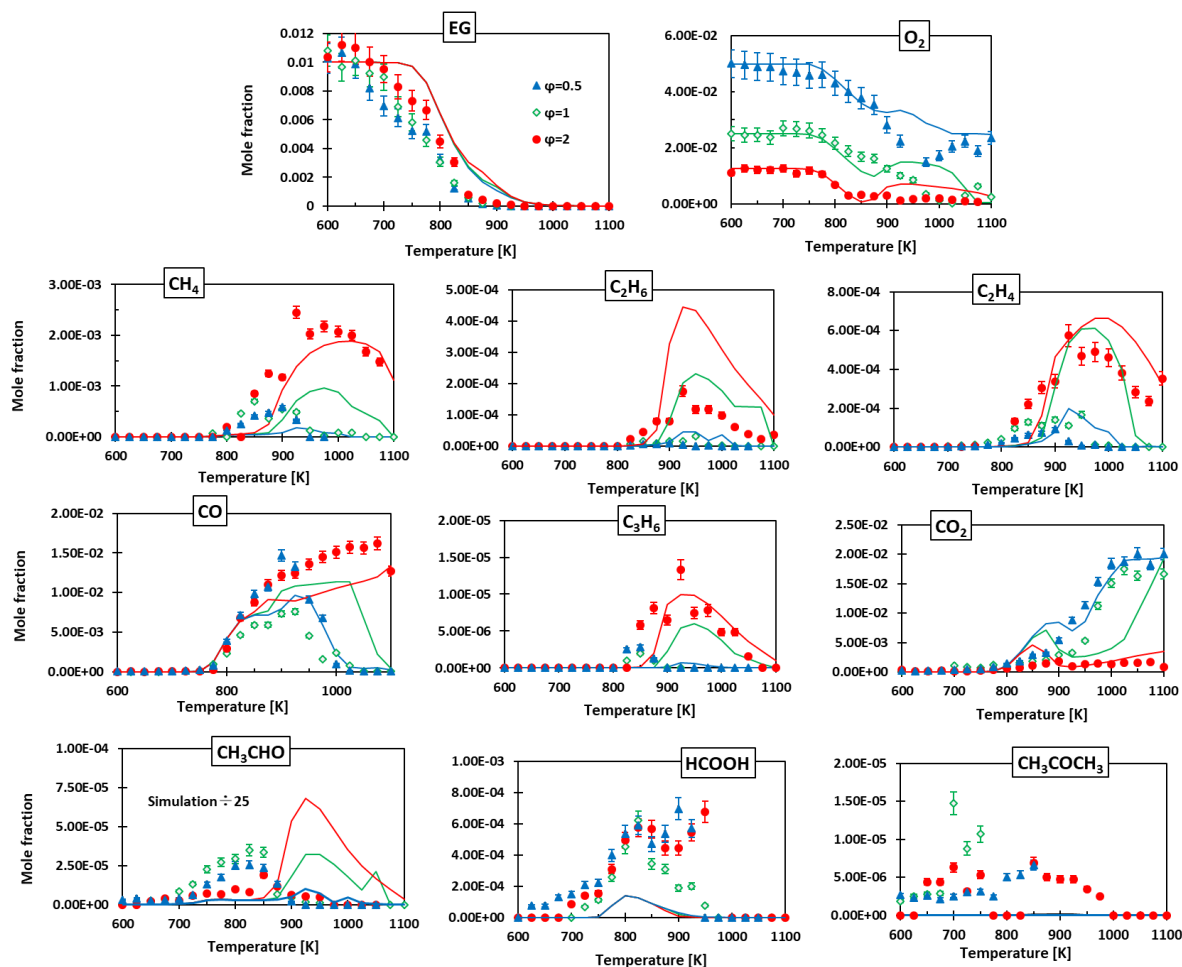 EG
0.012
0.01
0.008
0.006
0.004
0.002
0
600 700 800 900 1000 1100
Temperature [K]
Mole fraction
φ=0.5
φ=1
φ=2
O₂
6.00E-02
4.00E-02
2.00E-02
0.00E+00
600 700 800 900 1000 1100
Temperature [K]
CH₄
3.00E-03
2.00E-03
1.00E-03
0.00E+00
600 700 800 900 1000 1100
Temperature [K]
Mole fraction
C₂H₆
5.00E-04
4.00E-04
3.00E-04
2.00E-04
1.00E-04
0.00E+00
600 700 800 900 1000 1100
Temperature [K]
C₂H₄
8.00E-04
6.00E-04
4.00E-04
2.00E-04
0.00E+00
600 700 800 900 1000 1100
Temperature [K]
CO
2.00E-02
1.50E-02
1.00E-02
5.00E-03
0.00E+00
600 800 1000
Temperature [K]
Mole fraction
C₃H₆
2.00E-05
1.50E-05
1.00E-05
5.00E-06
0.00E+00
600 700 800 900 1000 1100
Temperature [K]
CO₂
2.50E-02
2.00E-02
1.50E-02
1.00E-02
5.00E-03
0.00E+00
600 700 800 900 1000 1100
Temperature [K]
CH₃CHO
1.00E-04
7.50E-05
5.00E-05
2.50E-05
0.00E+00
Simulation ÷ 25
600 700 800 900 1000 1100
Temperature [K]
Mole fraction
HCOOH
1.00E-03
8.00E-04
6.00E-04
4.00E-04
2.00E-04
0.00E+00
600 700 800 900 1000 1100
Temperature [K]
CH₃COCH₃
2.00E-05
1.50E-05
1.00E-05
5.00E-06
0.00E+00
600 700 800 900 1000 1100
Temperature [K]